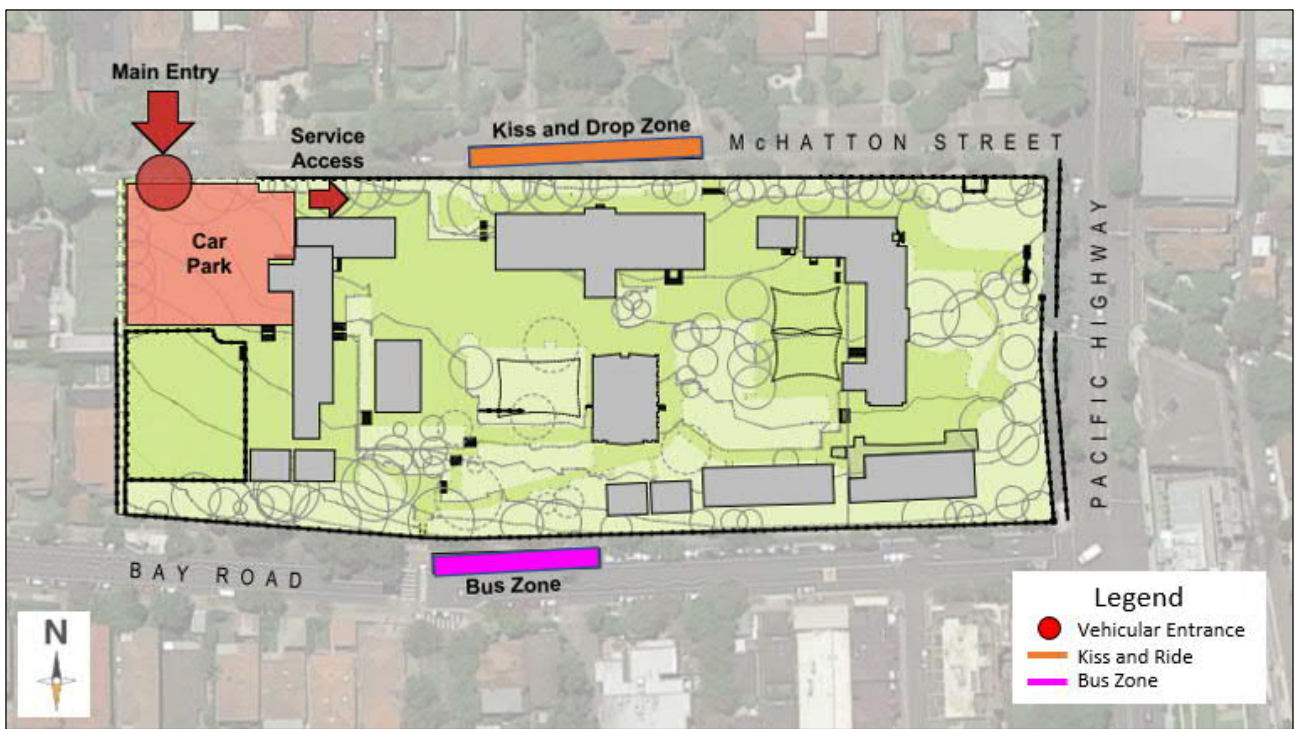 Main Entry
Service
Access
Kiss and Drop Zone
McHATTON STREET
Car
Park
PACIFIC HIGHWAY
BAY ROAD
Bus Zone
N
Legend
Vehicular Entrance
Kiss and Ride
Bus Zone